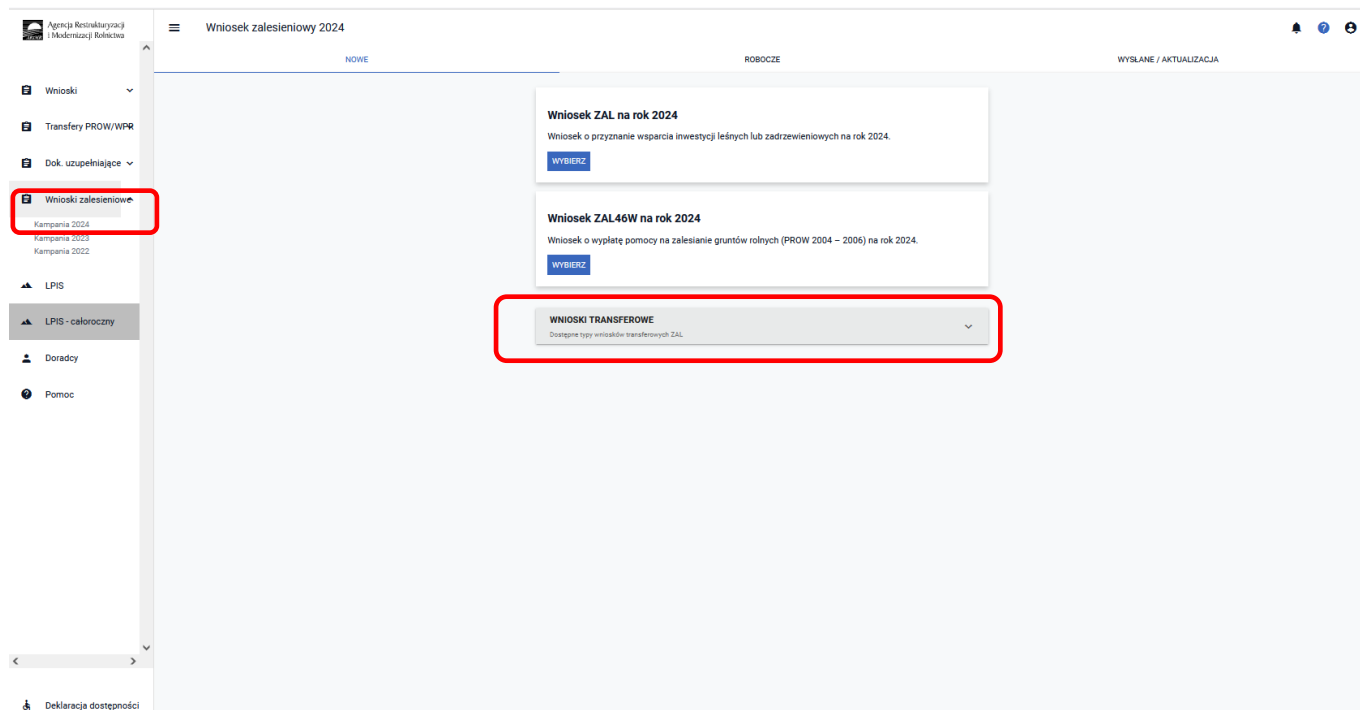 Agencja Restrukturyzacji
i Modernizacji Rolnictwa
Wniosek zalesieniowy 2024
NOWE
ROBOCZE
WYSŁANE / AKTUALIZACJA
Wnioski
Transfery PROW/WPR
Dok. uzupełniające
Wnioski zalesieniowe
Kampania 2024
Kampania 2023
Kampania 2022
LPIS
LPIS - całoroczny
Doradcy
Pomoc
Deklaracja dostępności
Wniosek ZAL na rok 2024
Wniosek o przyznanie wsparcia inwestycji leśnych lub zadrzewieniowych na rok 2024.
WYBIERZ
Wniosek ZAL46W na rok 2024
Wniosek o wypłatę pomocy na zalesianie gruntów rolnych (PROW 2004 – 2006) na rok 2024.
WYBIERZ
WNIOSKI TRANSFEROWE
Dostępne typy wniosków transferowych ZAL